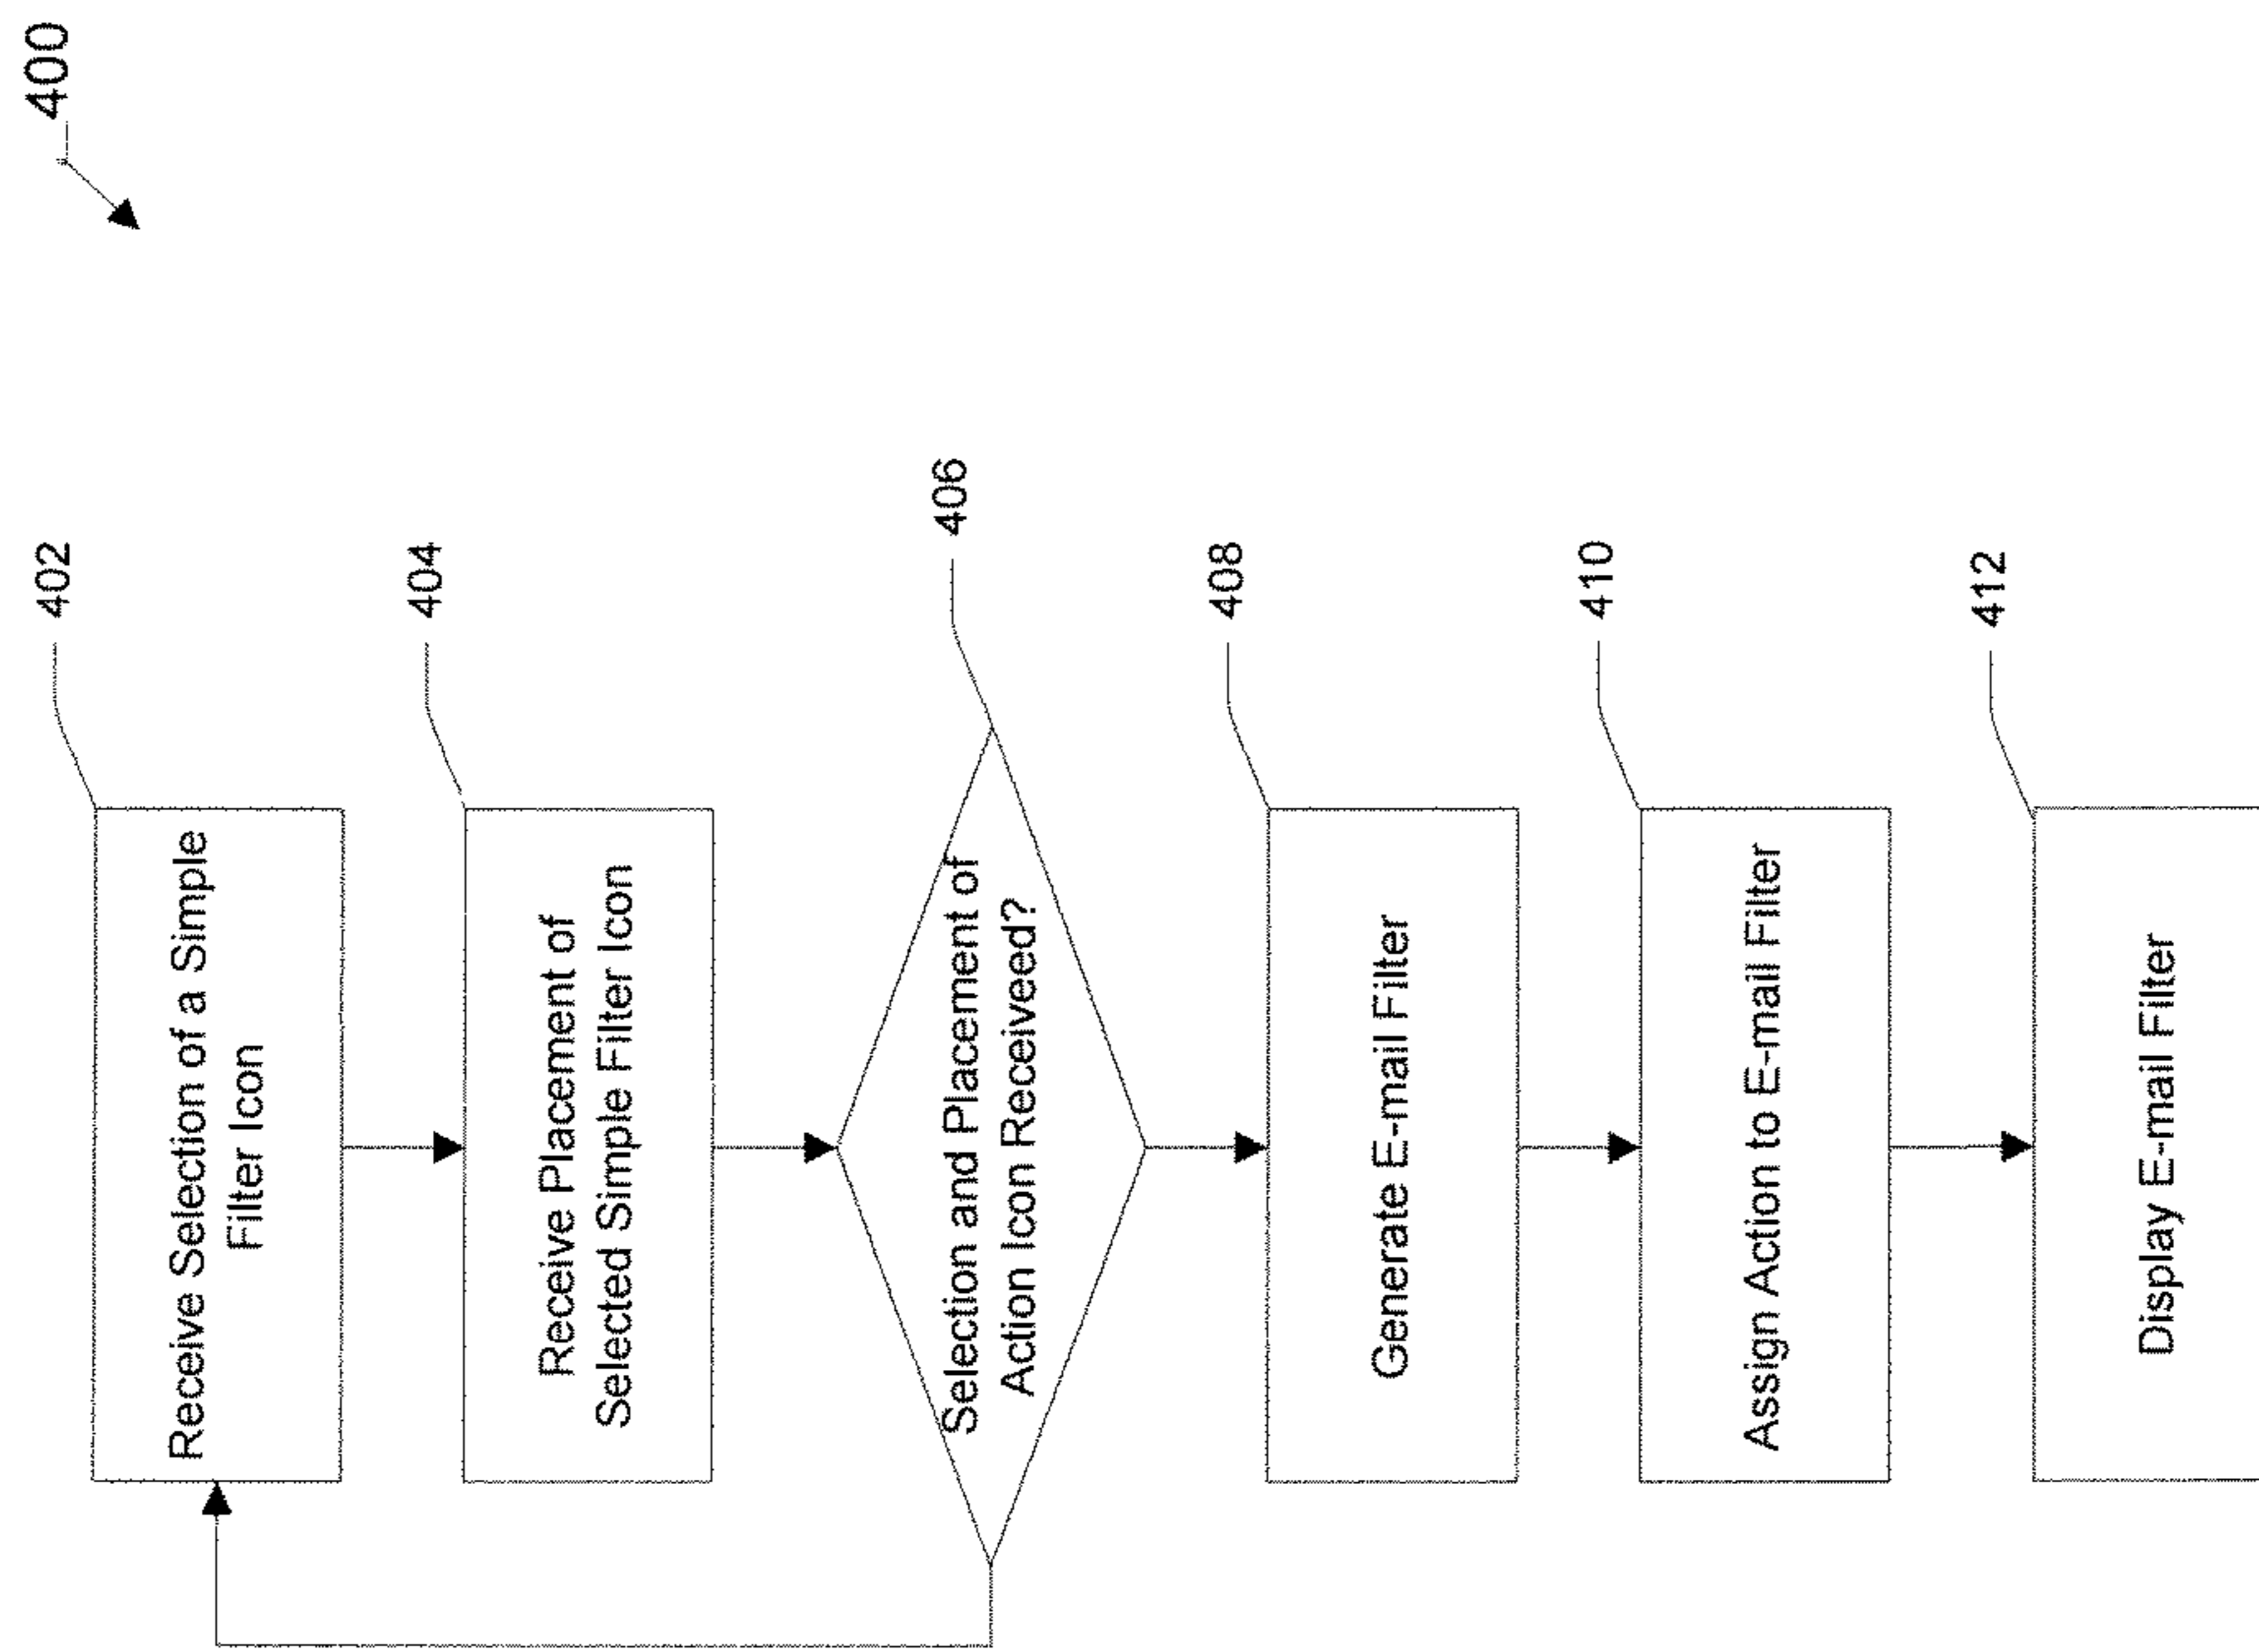 400
402
Receive Selection of a Simple
Filter Icon
404
Receive Placement of
Selected Simple Filter Icon
406
Selection and Placement of
Action Icon Received?
408
Generate E-mail Filter
410
Assign Action to E-mail Filter
412
Display E-mail Filter